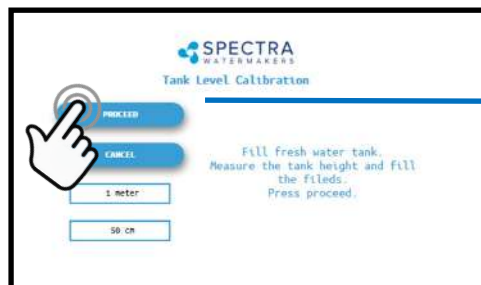 SPECTRA
WATERMAKERS
Tank Level Calibration
PROCEED
CANCEL
1 meter
50 cm
Fill fresh water tank.
Measure the tank height and fill
the fileds.
Press proceed.